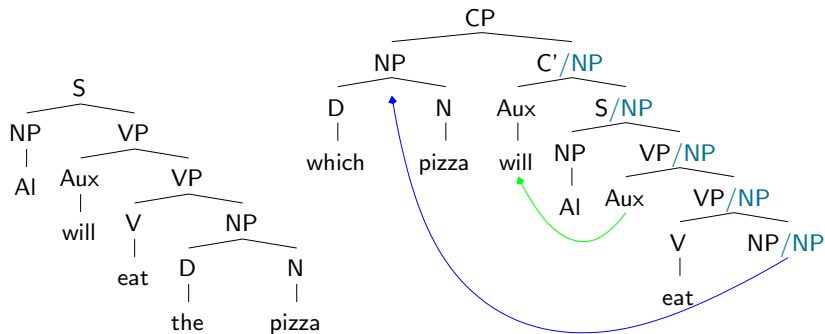 S
NP VP
Al Aux VP
will V NP
eat D N
the pizza
CP
NP C'/NP
D N Aux S/NP
which pizza will NP VP/NP
Al Aux VP/NP
V NP/NP
eat